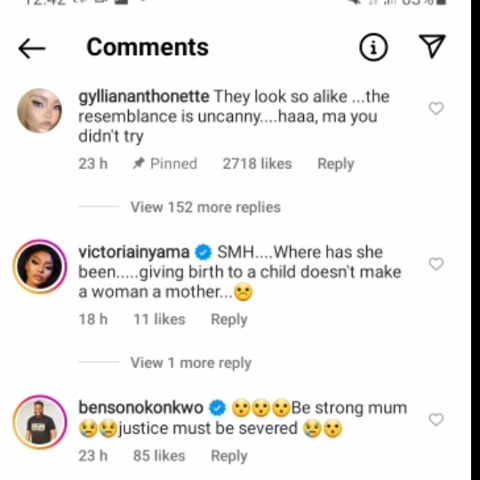 Comments
gylliananthonette They look so alike ...the
resemblance is uncanny....haaa, ma you
didn't try
23 h Pinned 2718 likes Reply
View 152 more replies
victoriainyama SMH....Where has she
been.....giving birth to a child doesn't make
a woman a mother...☹️
18 h 11 likes Reply
View 1 more reply
bensonokonkwo 😯😯😯Be strong mum
😢😢justice must be severed 😢😯
23 h 85 likes Reply